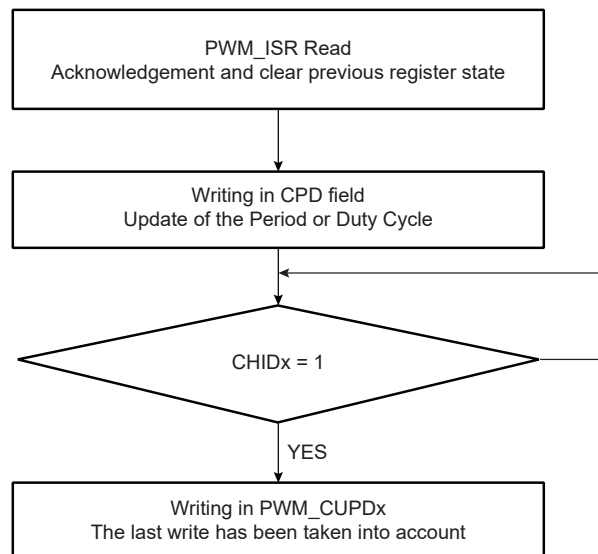 PWM_ISR Read
Acknowledgement and clear previous register state
Writing in CPD field
Update of the Period or Duty Cycle
CHIDx = 1
YES
Writing in PWM_CUPDx
The last write has been taken into account